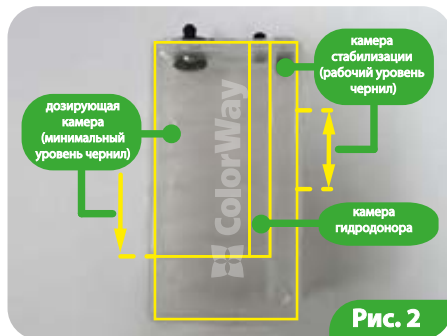 камера
стабилизации
(рабочий уровень
чернил)
дозирующая
камера
(минимальный
уровень чернил)
ColorWay
камера
гидродонора
Рис. 2